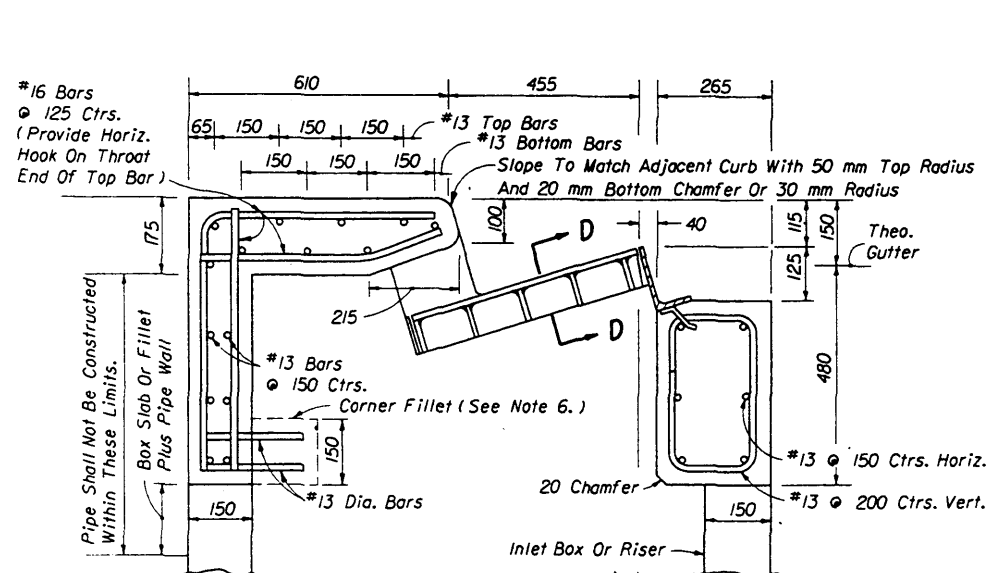 610
455
265
#16 Bars
@ 125 Ctrs.
(Provide Horiz.
Hook On Throat
End Of Top Bar)
65
150
150
150
#13 Top Bars
#13 Bottom Bars
150
150
150
Slope To Match Adjacent Curb With 50 mm Top Radius
And 20 mm Bottom Chamfer Or 30 mm Radius
175
100
D
40
115
150
Theo.
Gutter
125
215
D
480
#13 Bars
@ 150 Ctrs.
Corner Fillet (See Note 6.)
150
Pipe Shall Not Be Constructed
Within These Limits.
Box Slab Or Fillet
Plus Pipe Wall
#13 @ 150 Ctrs. Horiz.
20 Chamfer
#13 Dia. Bars
#13 @ 200 Ctrs. Vert.
150
150
Inlet Box Or Riser